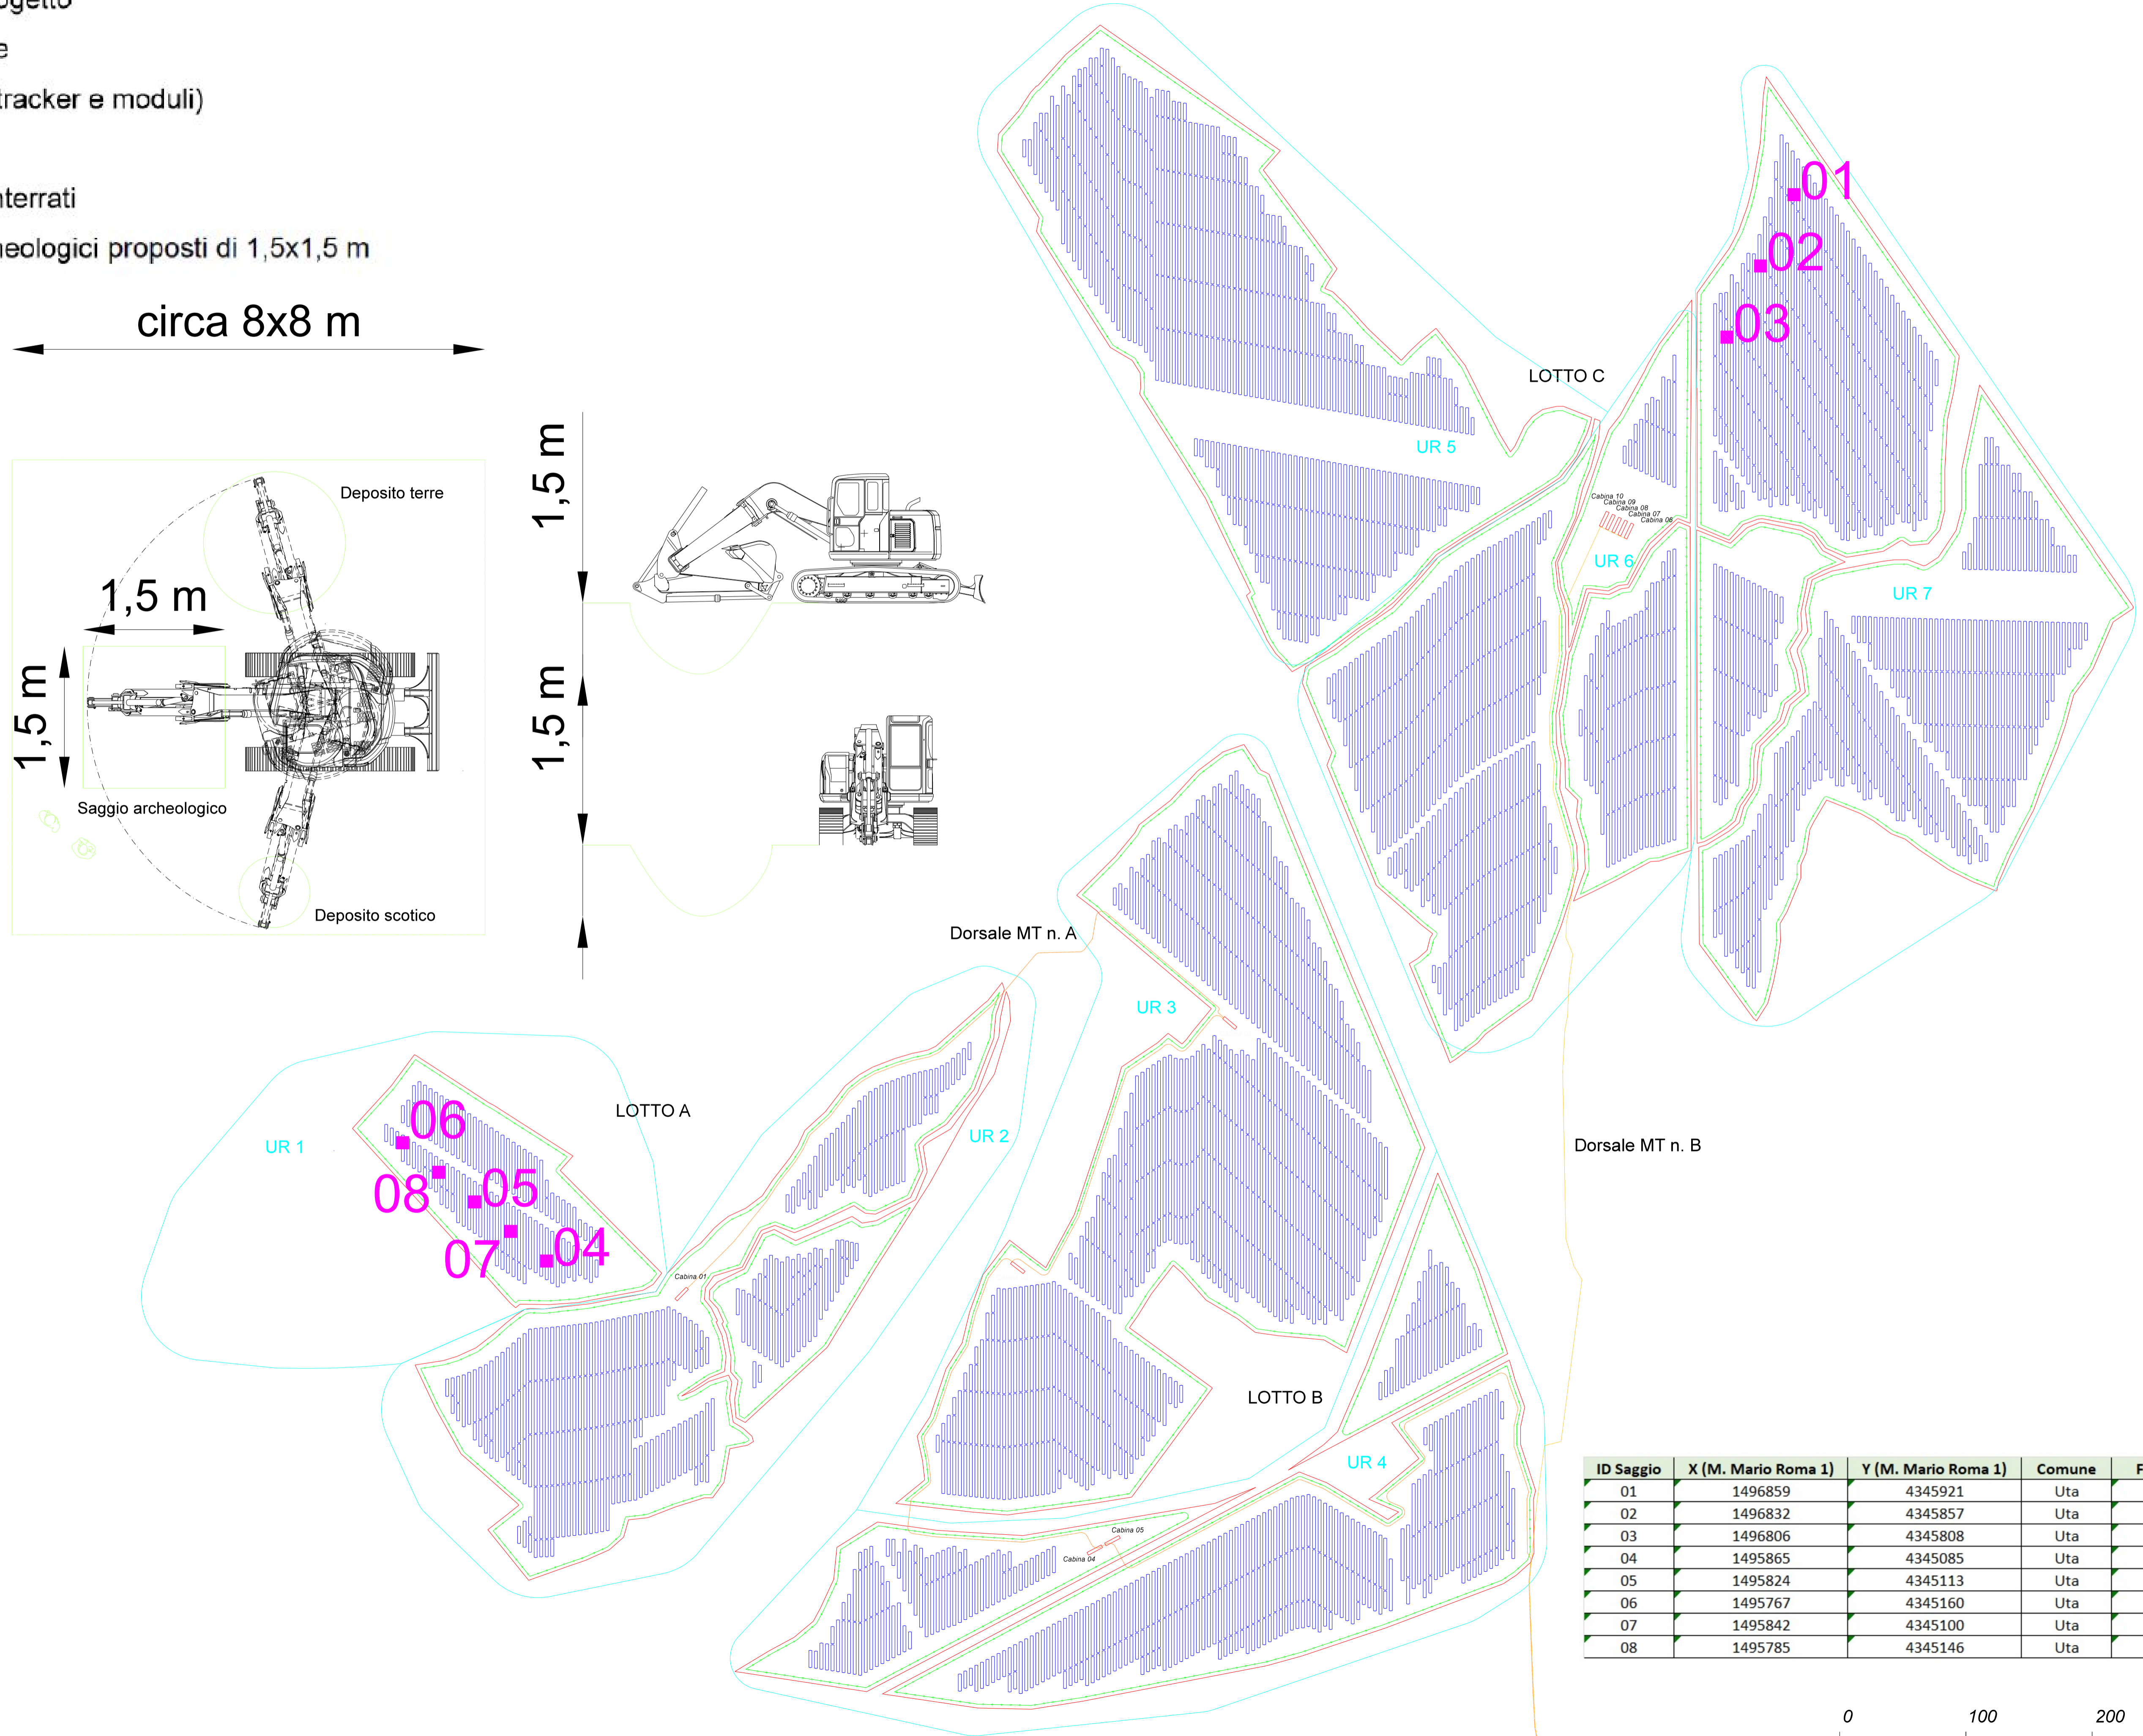 ogetto
e
tracker e moduli)
nterrati
heologici proposti di 1,5x1,5 m
circa 8x8 m
Deposito terre
1,5 m
1,5 m
Saggio archeologico
Deposito scotico
1,5 m
1,5 m
01
02
03
LOTTO C
UR 5
Cabina 10
Cabina 09
Cabina 08
Cabina 07
Cabina 06
UR 6
UR 7
Dorsale MT n. A
UR 3
LOTTO A
UR 1
UR 2
06
08
05
07
04
Cabina 01
Dorsale MT n. B
LOTTO B
UR 4
Cabina 05
Cabina 04
ID Saggio X (M. Mario Roma 1) Y (M. Mario Roma 1) Comune F
01 1496859 4345921 Uta
02 1496832 4345857 Uta
03 1496806 4345808 Uta
04 1495865 4345085 Uta
05 1495824 4345113 Uta
06 1495767 4345160 Uta
07 1495842 4345100 Uta
08 1495785 4345146 Uta
0 100 200